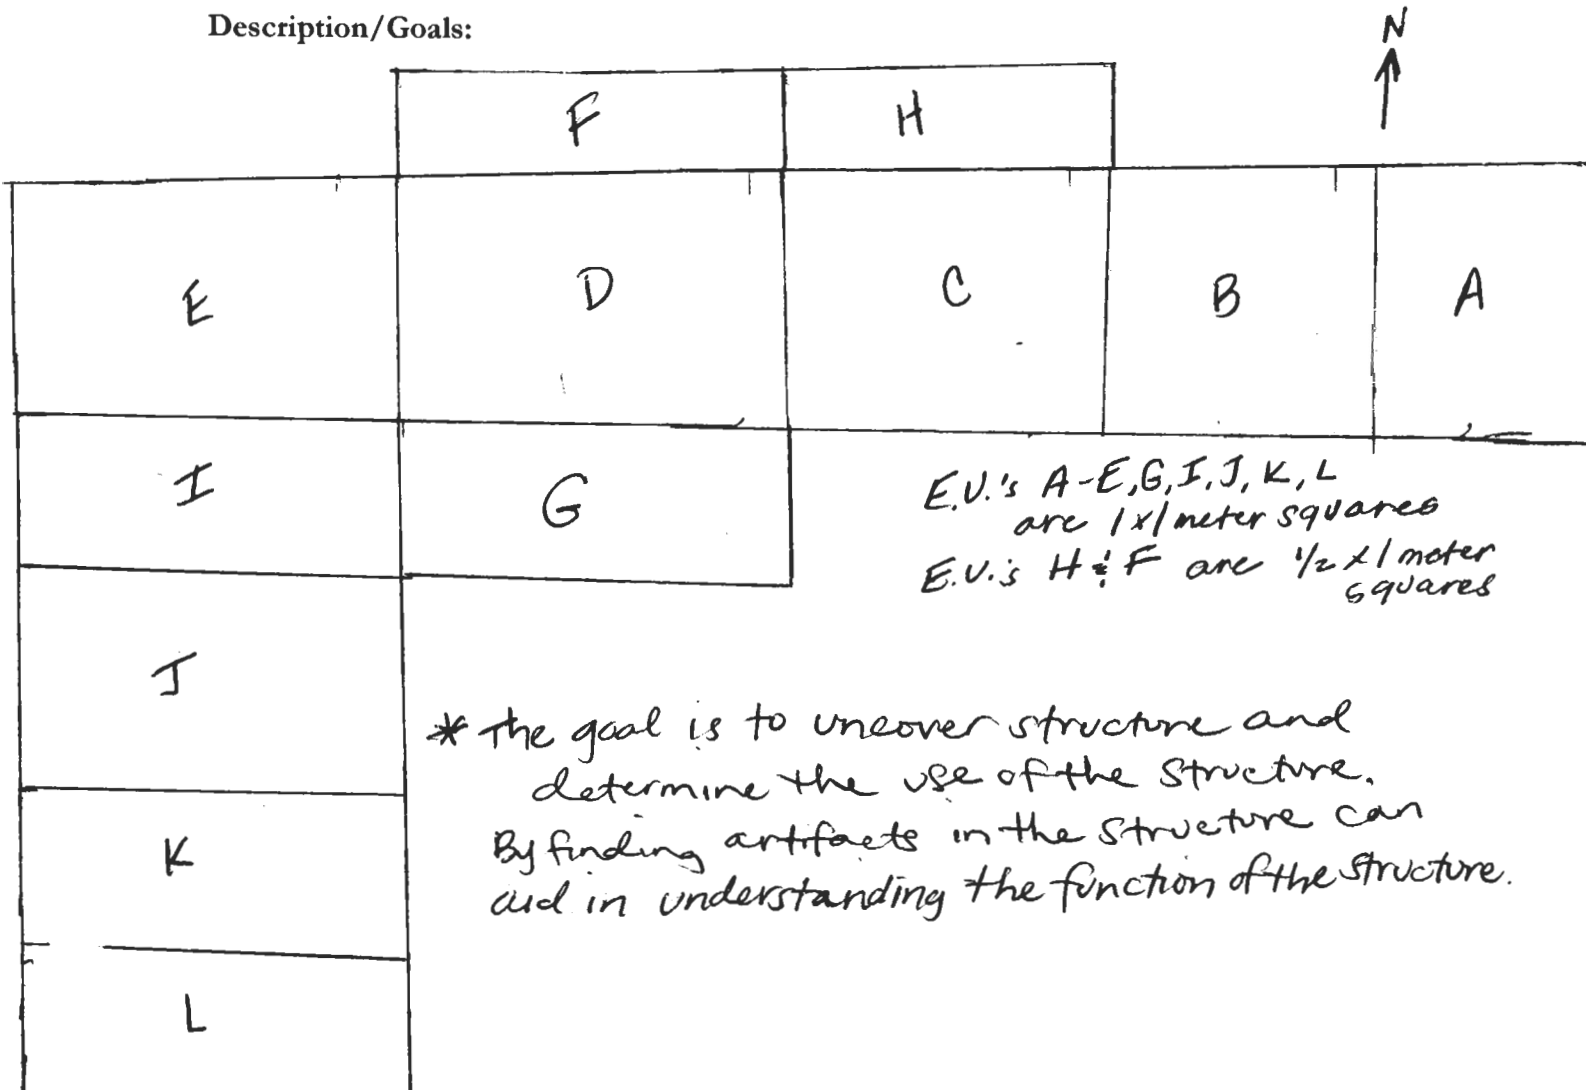 Description/Goals:
N
F H
E D C B A
I G
E.U.'s A-E, G, I, J, K, L
are 1x1 meter squares
E.U.'s H & F are 1/2 x 1 meter
squares
J
* The goal is to uncover structure and
determine the use of the structure.
By finding artifacts in the structure can
K
aid in understanding the function of the structure.
L